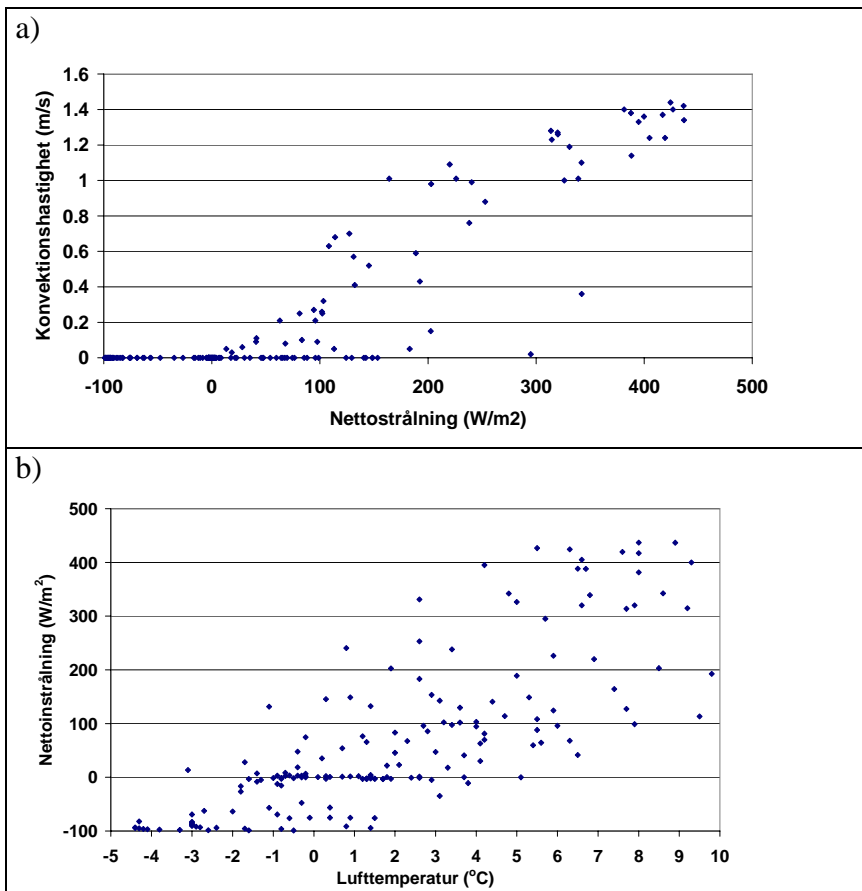 a)
1.6
1.4
1.2
1
0.8
0.6
0.4
0.2
0
Konvektionshastighet (m/s)
-100 0 100 200 300 400 500
Nettostrålning (W/m2)
b)
500
400
300
200
100
0
-100
Nettoinstrålning (W/m²)
-5 -4 -3 -2 -1 0 1 2 3 4 5 6 7 8 9 10
Lufttemperatur (°C)